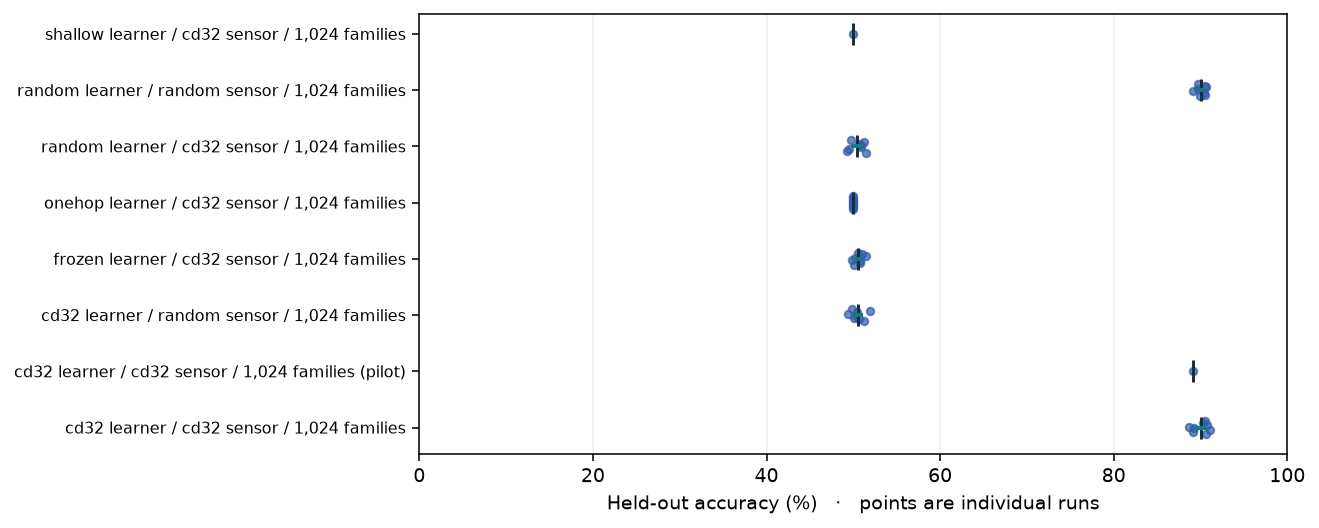 shallow learner / cd32 sensor / 1,024 families
random learner / random sensor / 1,024 families
random learner / cd32 sensor / 1,024 families
onehop learner / cd32 sensor / 1,024 families
frozen learner / cd32 sensor / 1,024 families
cd32 learner / random sensor / 1,024 families
cd32 learner / cd32 sensor / 1,024 families (pilot)
cd32 learner / cd32 sensor / 1,024 families
0 20 40 60 80 100
Held-out accuracy (%) · points are individual runs